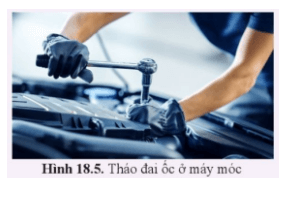 Hình 18.5. Tháo đai ốc ở máy móc